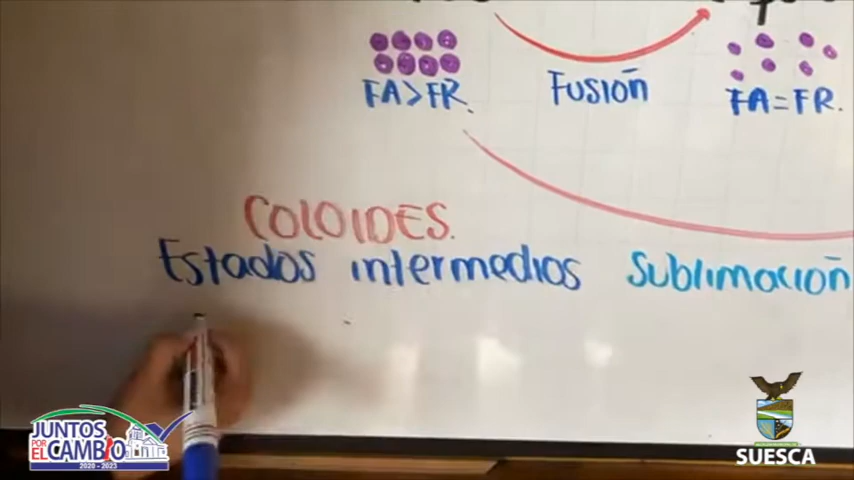 Fusión
FA>FR.
FA=FR.
COLOIDES.
Estados intermedios
Sublimación
JUNTOS
POR
EL CAMBIO
2020 - 2023
SUESCA